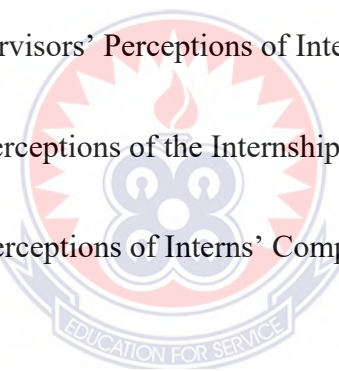 rvisors’ Perceptions of Inte
erceptions of the Internship
erceptions of Interns’ Comp
EDUCATION FOR SERVICE